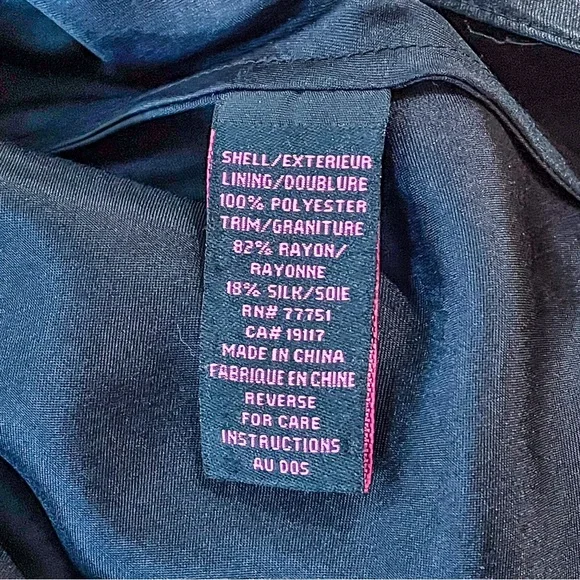 SHELL/EXTERIEUR
LINING/DOUBLURE
100% POLYESTER
TRIM/GRANITURE
82% RAYON/
RAYONNE
18% SILK/SOIE
RN# 77751
CA# 19117
MADE IN CHINA
FABRIQUE EN CHINE
REVERSE
FOR CARE
INSTRUCTIONS
AU DOS